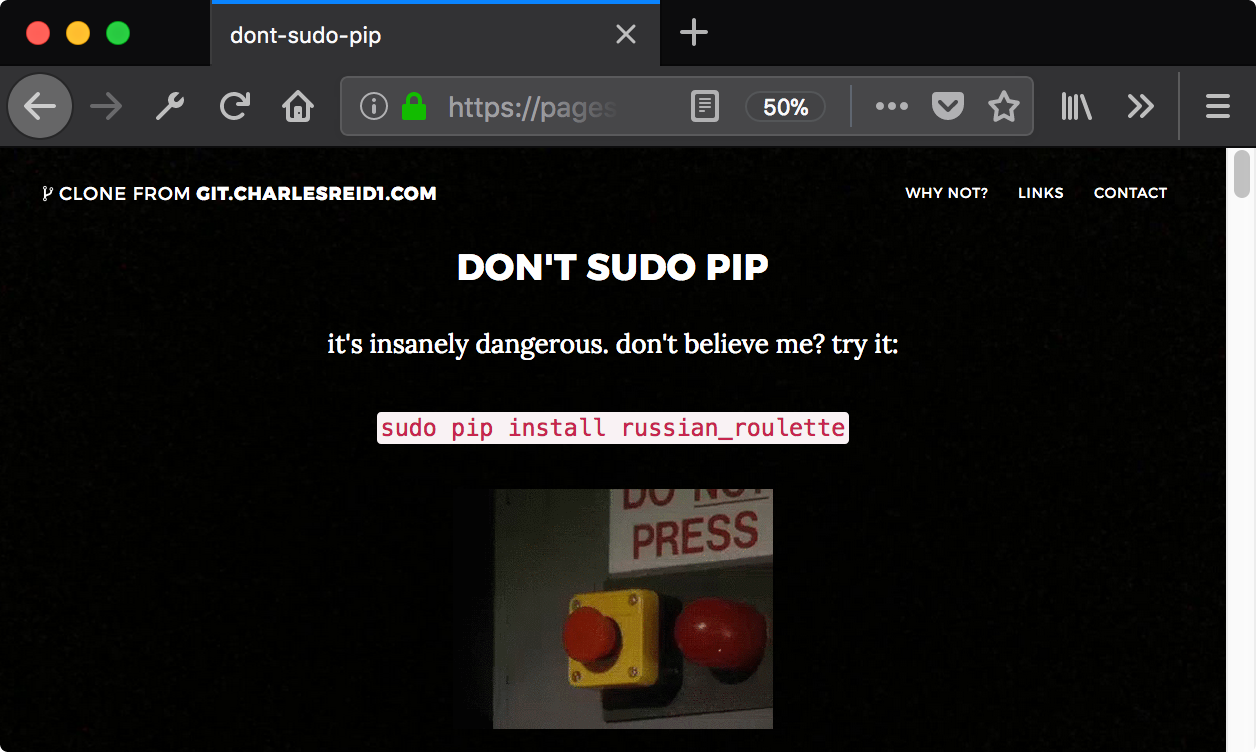 dont-sudo-pip
https://pages
50%
CLONE FROM GIT.CHARLESREID1.COM
WHY NOT? LINKS CONTACT
DON'T SUDO PIP
it's insanely dangerous. don't believe me? try it:
sudo pip install russian_roulette
DO NOT
PRESS